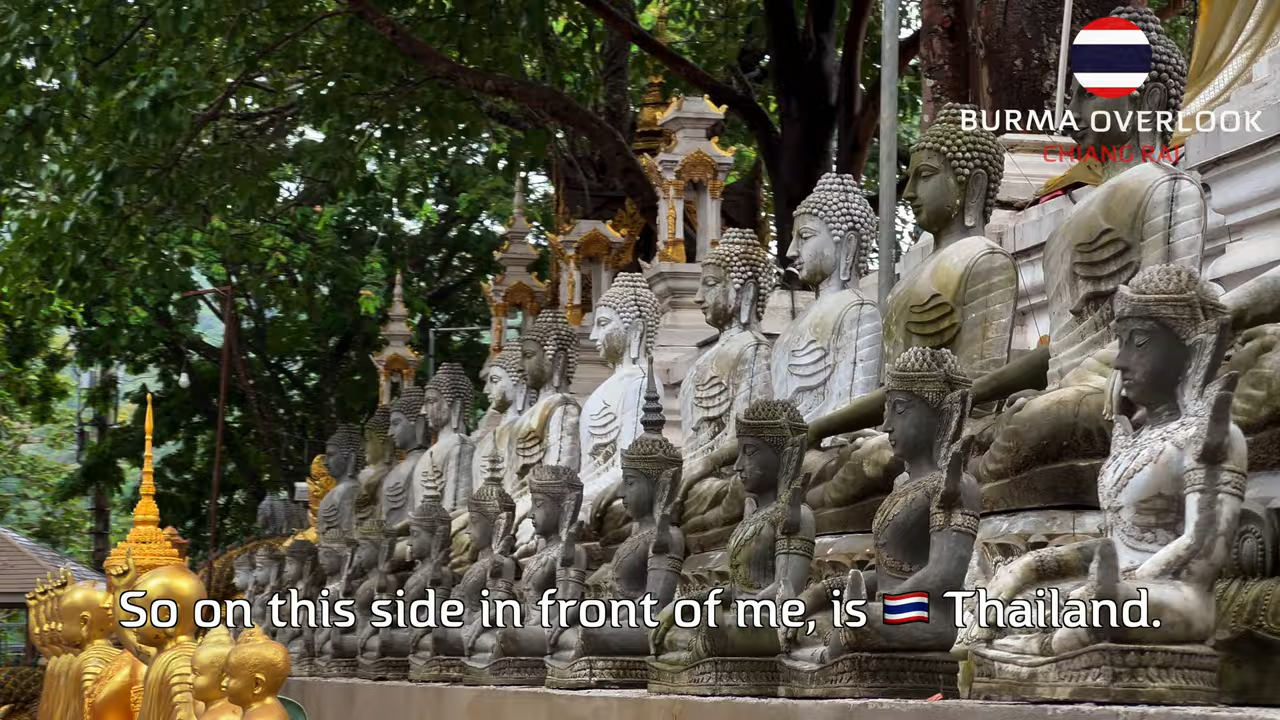 BURMA OVERLOOK
CHIANG RAI
So on this side in front of me, is 🇹🇭 Thailand.